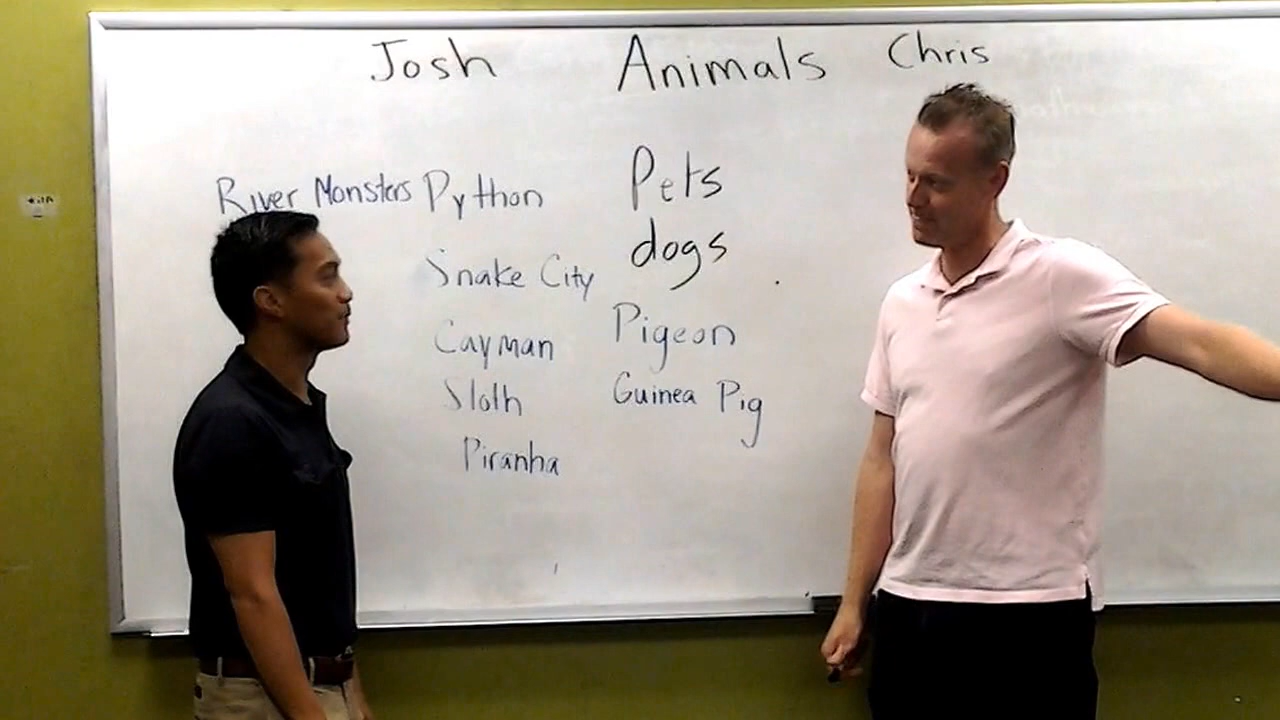 Josh Animals Chris
River Monsters Python Pets
Snake City dogs
Cayman Pigeon
Sloth Guinea Pig
Piranha